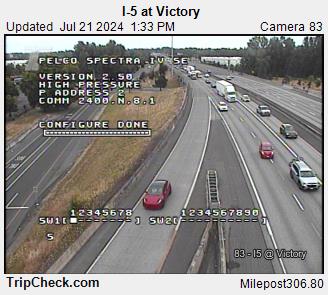 I-5 at Victory
Updated Jul 21 2024 1:33 PM Camera 83
PELCO SPECTRA IV SE
VERSION 2.50
HIGH PRESSURE
P ADDRESS 2
COMM 2400,N,8,1
CONFIGURE DONE
12345678 1234567890
SW1[ ] SW2[ ]
S
83 - I5 @ Victory
TripCheck.com Milepost306.80